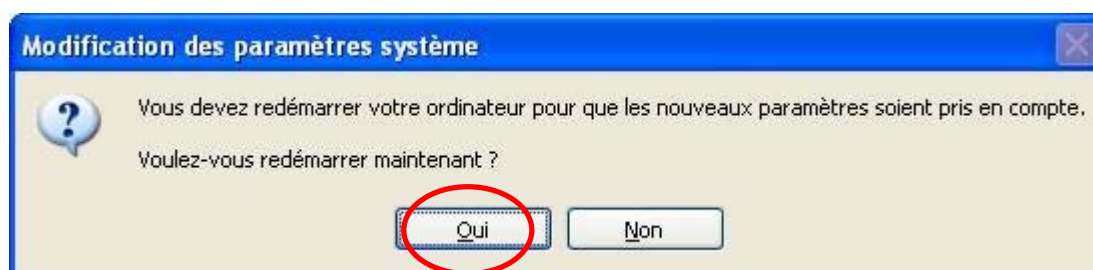 Modification des paramètres système
Vous devez redémarrer votre ordinateur pour que les nouveaux paramètres soient pris en compte.
Voulez-vous redémarrer maintenant ?
Oui Non